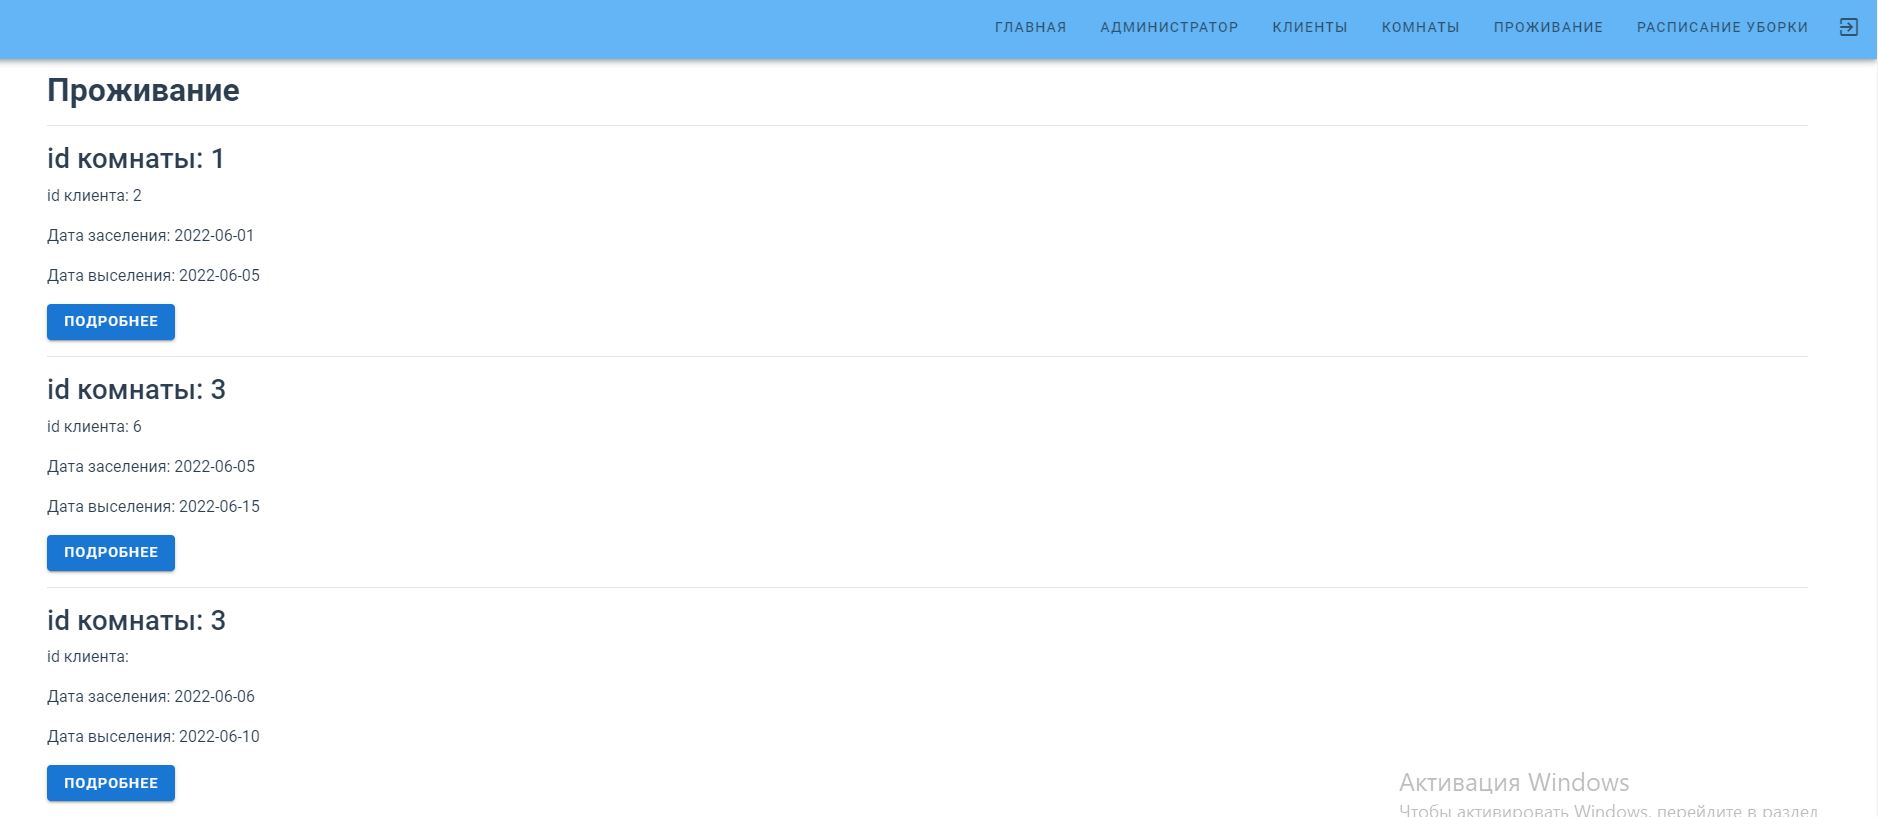 ГЛАВНАЯ АДМИНИСТРАТОР КЛИЕНТЫ КОМНАТЫ ПРОЖИВАНИЕ РАСПИСАНИЕ УБОРКИ
Проживание
id комнаты: 1
id клиента: 2
Дата заселения: 2022-06-01
Дата выселения: 2022-06-05
ПОДРОБНЕЕ
id комнаты: 3
id клиента: 6
Дата заселения: 2022-06-05
Дата выселения: 2022-06-15
ПОДРОБНЕЕ
id комнаты: 3
id клиента:
Дата заселения: 2022-06-06
Дата выселения: 2022-06-10
ПОДРОБНЕЕ
Активация Windows
Чтобы активировать Windows, перейдите в раздел